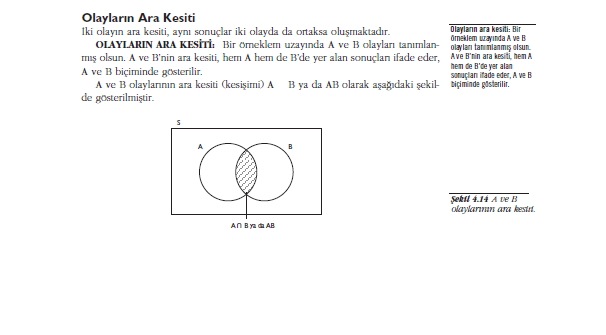 Olayların Ara Kesiti
İki olayın ara kesiti, aynı sonuçlar iki olayda da ortaksa oluşmaktadır.
OLAYLARIN ARA KESİTİ: Bir örneklem uzayında A ve B olayları tanımlan-
mış olsun. A ve B'nin ara kesiti, hem A hem de B'de yer alan sonuçları ifade eder,
A ve B biçiminde gösterilir.
A ve B olaylarının ara kesiti (kesişimi) A B ya da AB olarak aşağıdaki şekil-
de gösterilmiştir.
Olayların ara kesiti: Bir
örneklem uzayında A ve B
olayları tanımlanmış olsun.
A ve B'nin ara kesiti, hem A
hem de B'de yer alan
sonuçları ifade eder, A ve B
biçiminde gösterilir.
S
A
B
A∩ B ya da AB
Şekil 4.14 A ve B
olaylarının ara kesiti.